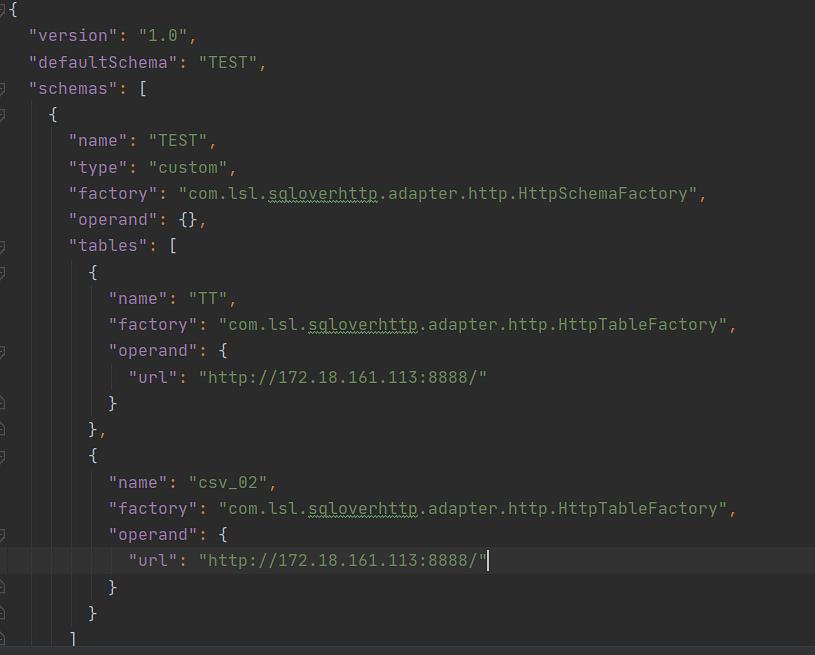 {
"version": "1.0",
"defaultSchema": "TEST",
"schemas": [
{
"name": "TEST",
"type": "custom",
"factory": "com.lsl.sqloverhttp.adapter.http.HttpSchemaFactory",
"operand": {},
"tables": [
{
"name": "TT",
"factory": "com.lsl.sqloverhttp.adapter.http.HttpTableFactory",
"operand": {
"url": "http://172.18.161.113:8888/"
}
},
{
"name": "csv_02",
"factory": "com.lsl.sqloverhttp.adapter.http.HttpTableFactory",
"operand": {
"url": "http://172.18.161.113:8888/"
}
}
]